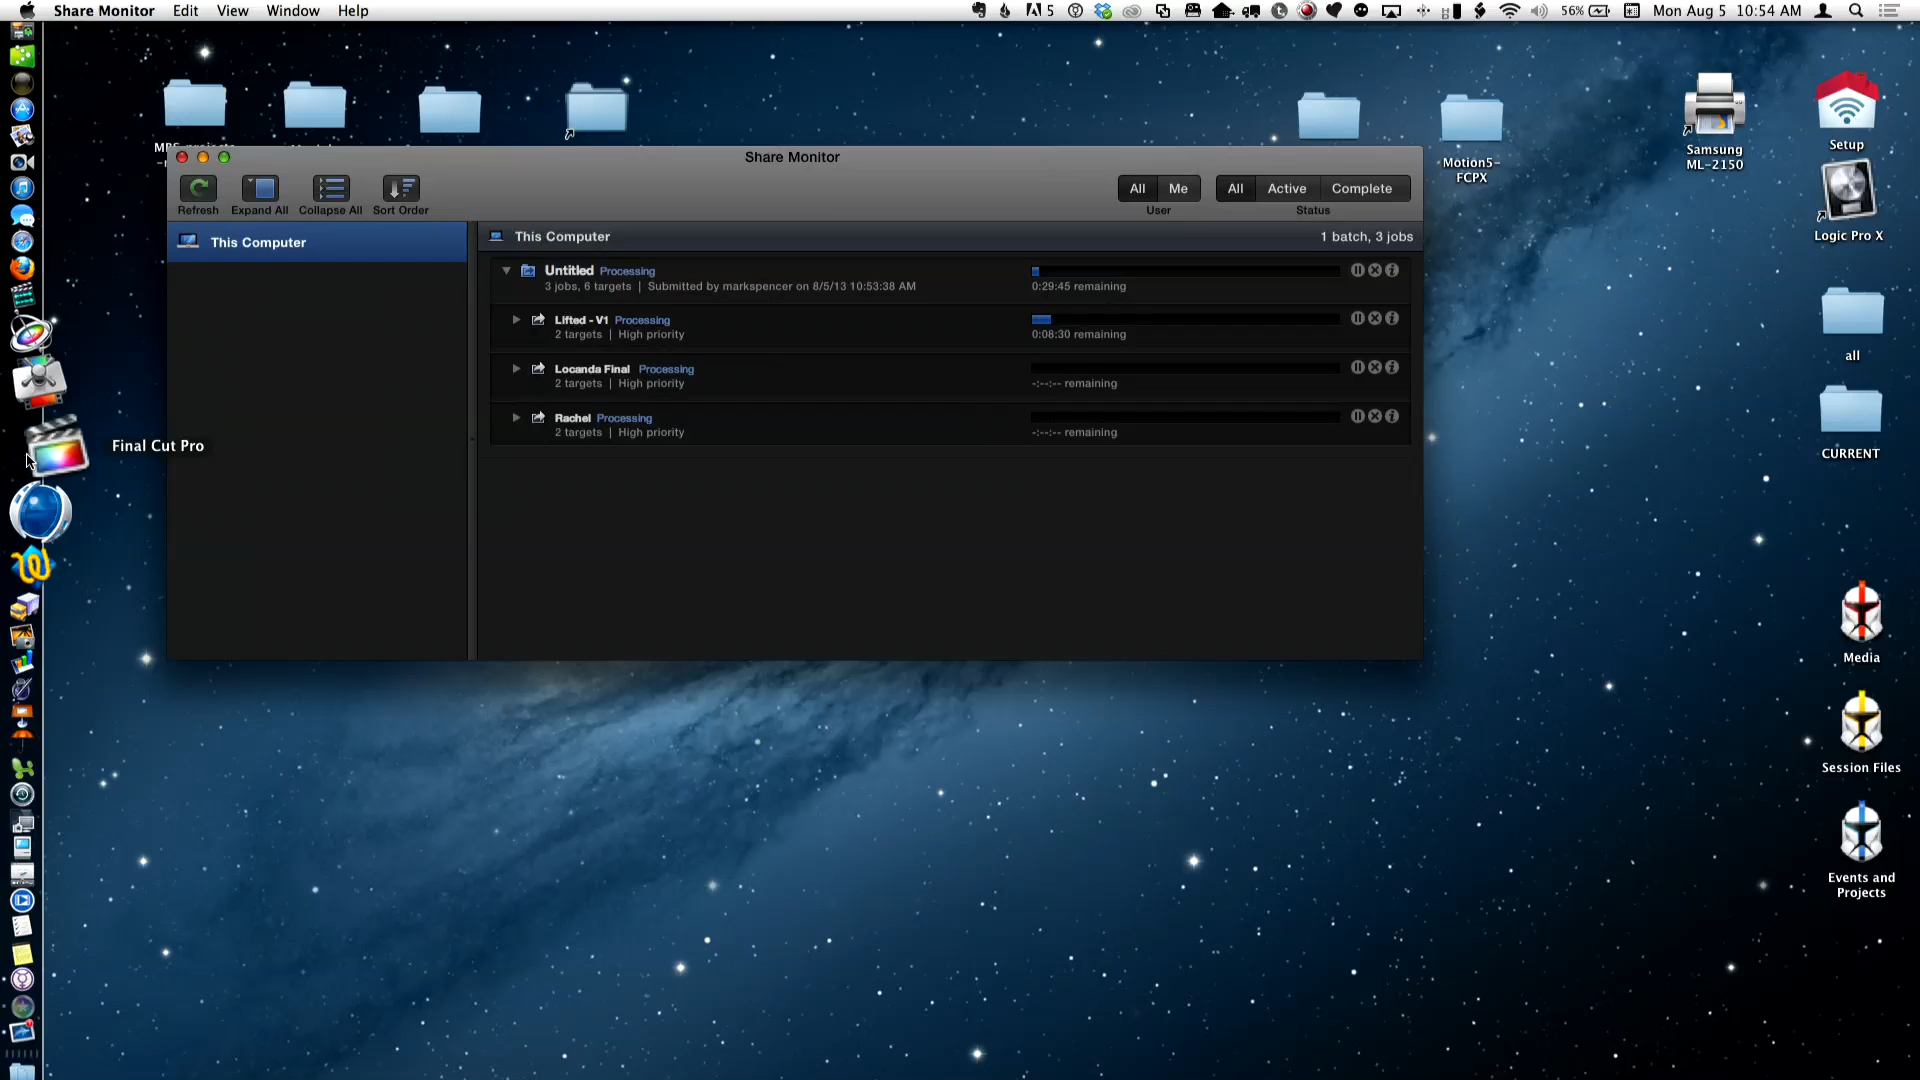 Share Monitor Edit View Window Help
5 56% Mon Aug 5 10:54 AM
Share Monitor
Refresh Expand All Collapse All Sort Order
All Me All Active Complete
User Status
This Computer
This Computer 1 batch, 3 jobs
Untitled Processing
3 jobs, 6 targets | Submitted by markspencer on 8/5/13 10:53:38 AM
0:29:45 remaining
Lifted - V1 Processing
2 targets | High priority
0:08:30 remaining
Locanda Final Processing
2 targets | High priority
-:--:-- remaining
Rachel Processing
2 targets | High priority
-:--:-- remaining
Final Cut Pro
Motion5-
FCPX
Samsung
ML-2150
Setup
Logic Pro X
all
CURRENT
Media
Session Files
Events and
Projects